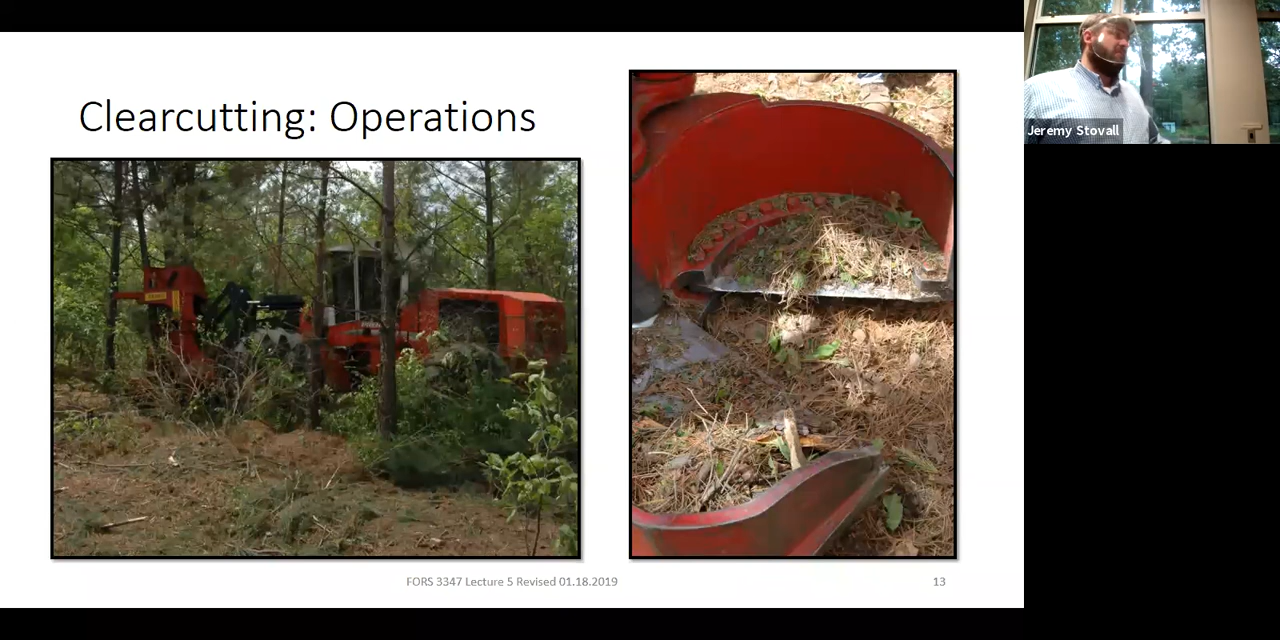 Clearcutting: Operations
Jeremy Stovall
FORS 3347 Lecture 5 Revised 01.18.2019
13